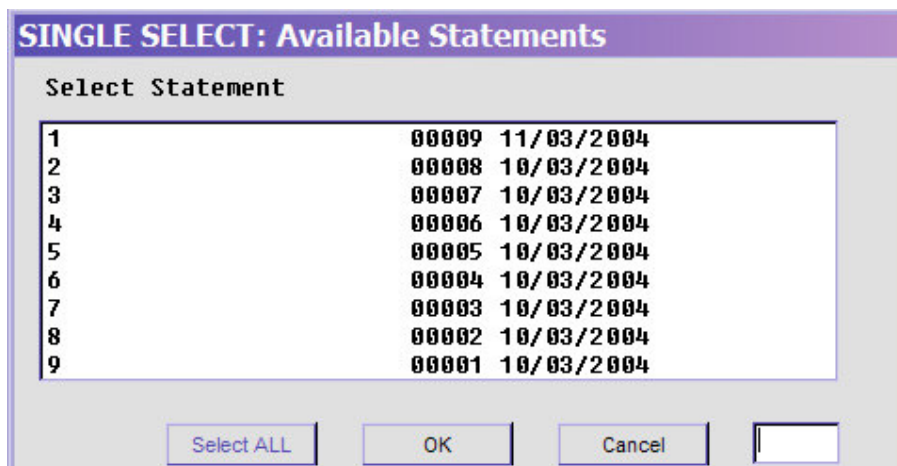 SINGLE SELECT: Available Statements
Select Statement
1 00009 11/03/2004
2 00008 10/03/2004
3 00007 10/03/2004
4 00006 10/03/2004
5 00005 10/03/2004
6 00004 10/03/2004
7 00003 10/03/2004
8 00002 10/03/2004
9 00001 10/03/2004
Select ALL OK Cancel